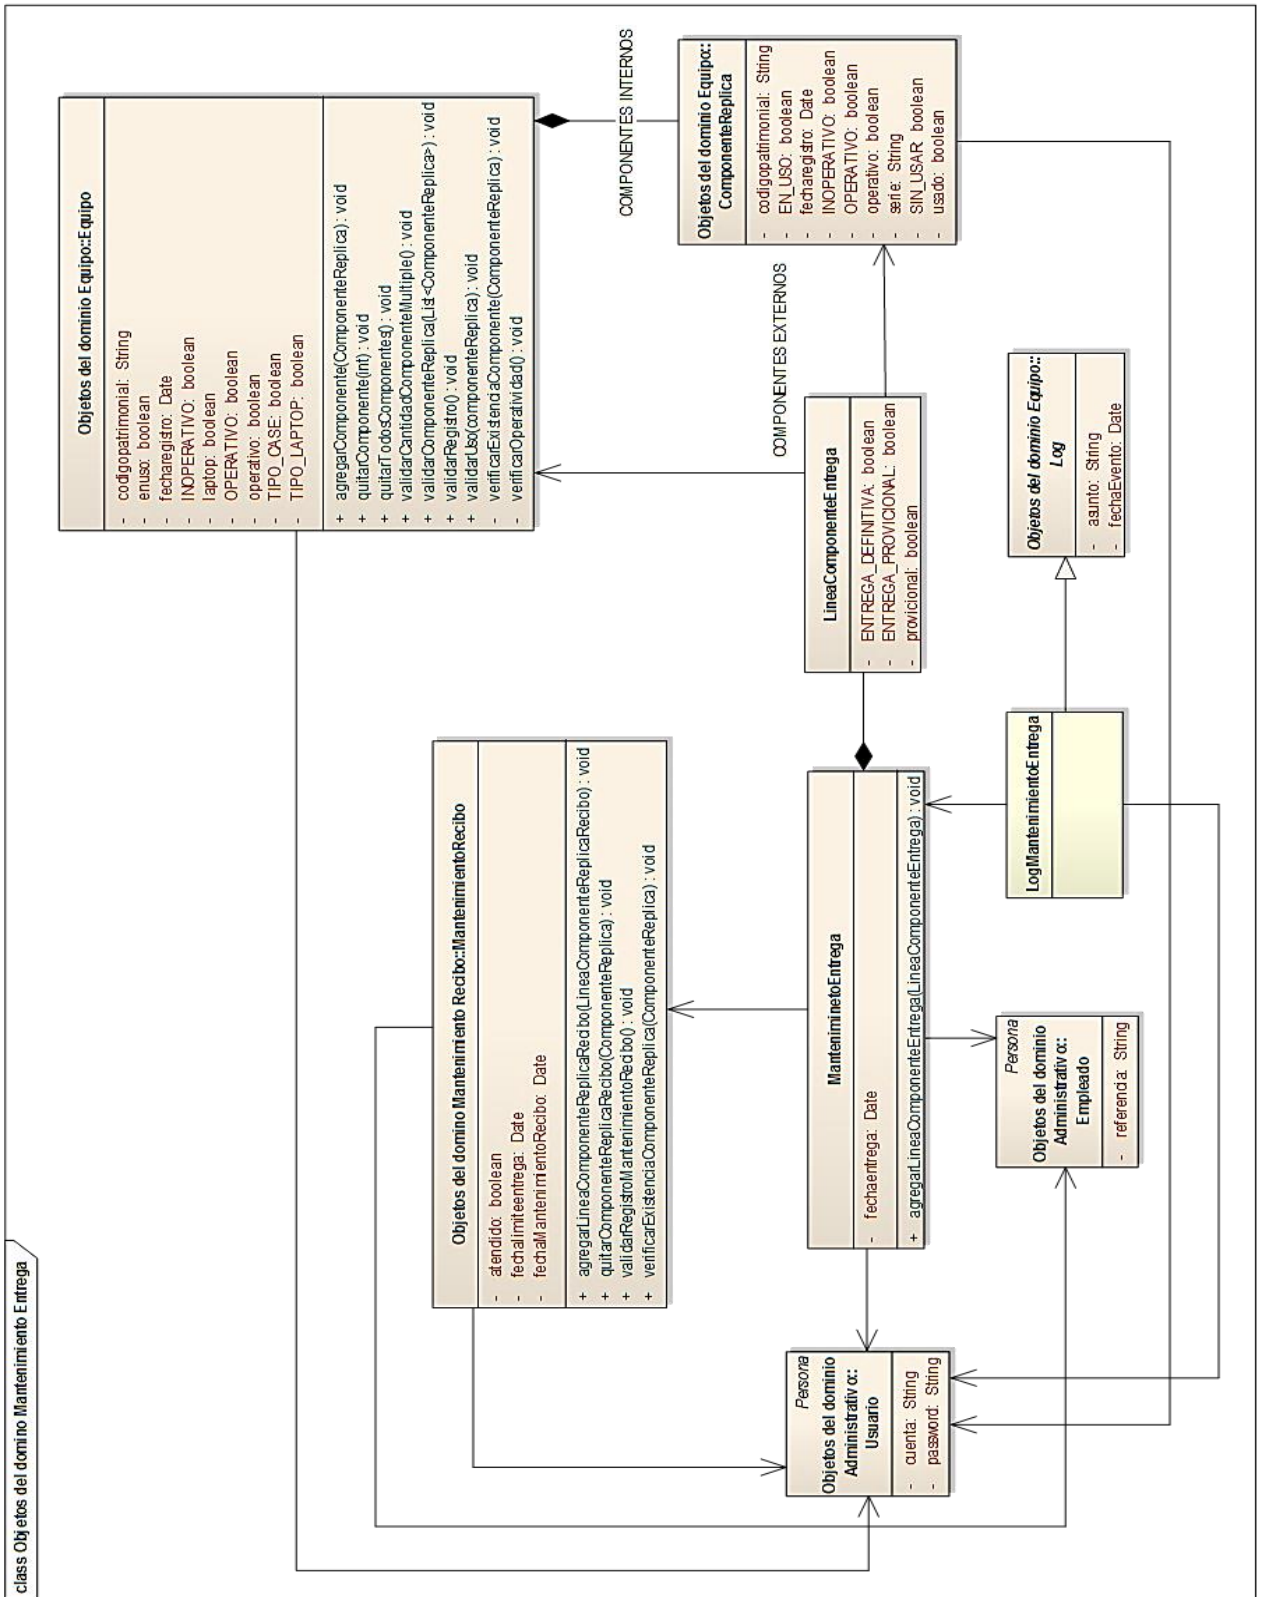 class Objetos del domino Mantenimiento Entrega
Objetos del dominio Equipo::Equipo
- codigopatrimonial: String
- enuso: boolean
- fecharegistro: Date
- INOPERATIVO: boolean
- laptop: boolean
- OPERATIVO: boolean
- operativo: boolean
- TIPO_CASE: boolean
- TIPO_LAPTOP: boolean
+ agregarComponente(ComponenteReplica) : void
+ quitarComponente(int) : void
+ quitarTodosComponentes() : void
+ validarCantidadComponenteMultiple() : void
+ validarComponenteReplica(List<ComponenteReplica>) : void
+ validarRegistro() : void
+ validarUso(componenteReplica) : void
- verificarExistenciaComponente(ComponenteReplica) : void
- verificarOperatividad() : void
COMPONENTES INTERNOS
Objetos del dominio Equipo::
ComponenteReplica
- codigopatrimonial: String
- EN_USO: boolean
- fecharegistro: Date
- INOPERATIVO: boolean
- OPERATIVO: boolean
- operativo: boolean
- serie: String
- SIN_USAR boolean
- usado: boolean
Objetos del domino Mantenimiento Recibo::MantenimientoRecibo
- atendido: boolean
- fechalimiteentrega: Date
- fechaMantenimientoRecibo: Date
+ agregarLineaComponenteReplicaRecibo(LineaComponenteReplicaRecibo) : void
+ quitarComponenteReplicaRecibo(ComponenteReplica) : void
+ validarRegistroMantenimientoRecibo() : void
+ verificarExistenciaComponenteReplica(ComponenteReplica) : void
COMPONENTES EXTERNOS
LineaComponenteEntrega
- ENTREGA_DEFINITIVA: boolean
- ENTREGA_PROVICIONAL: boolean
- provicional: boolean
Objetos del dominio Equipo::
Log
- asunto: String
- fechaEvento: Date
ManteniminetoEntrega
- fechaentrega: Date
+ agregarLineaComponenteEntrega(LineaComponenteEntrega) : void
LogMantenimientoEntrega
Persona
Objetos del dominio
Administrativo::
Usuario
- cuenta: String
- password: String
Persona
Objetos del dominio
Administrativo::
Empleado
- referencia: String